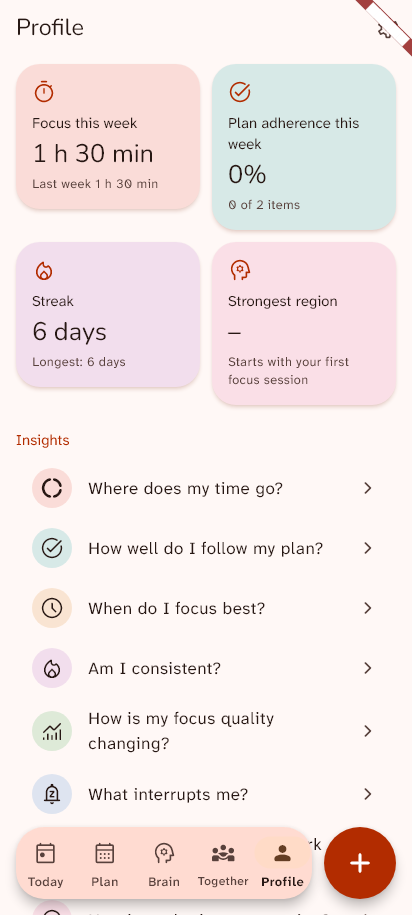 Profile
Focus this week
1 h 30 min
Last week 1 h 30 min
Plan adherence this
week
0%
0 of 2 items
Streak
6 days
Longest: 6 days
Strongest region
–
Starts with your first
focus session
Insights
Where does my time go?
How well do I follow my plan?
When do I focus best?
Am I consistent?
How is my focus quality
changing?
What interrupts me?
Today
Plan
Brain
Together
Profile